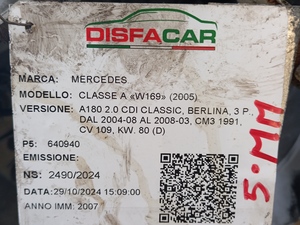 DISFACAR
MARCA: MERCEDES
MODELLO: CLASSE A «W169» (2005)
VERSIONE: A180 2.0 CDI CLASSIC, BERLINA, 3 P.,
DAL 2004-08 AL 2008-03, CM3 1991,
CV 109, KW. 80 (D)
P5: 640940
EMISSIONE:
NS: 2490/2024
DATA: 29/10/2024 15:09:00
ANNO IMM: 2007
5°MM